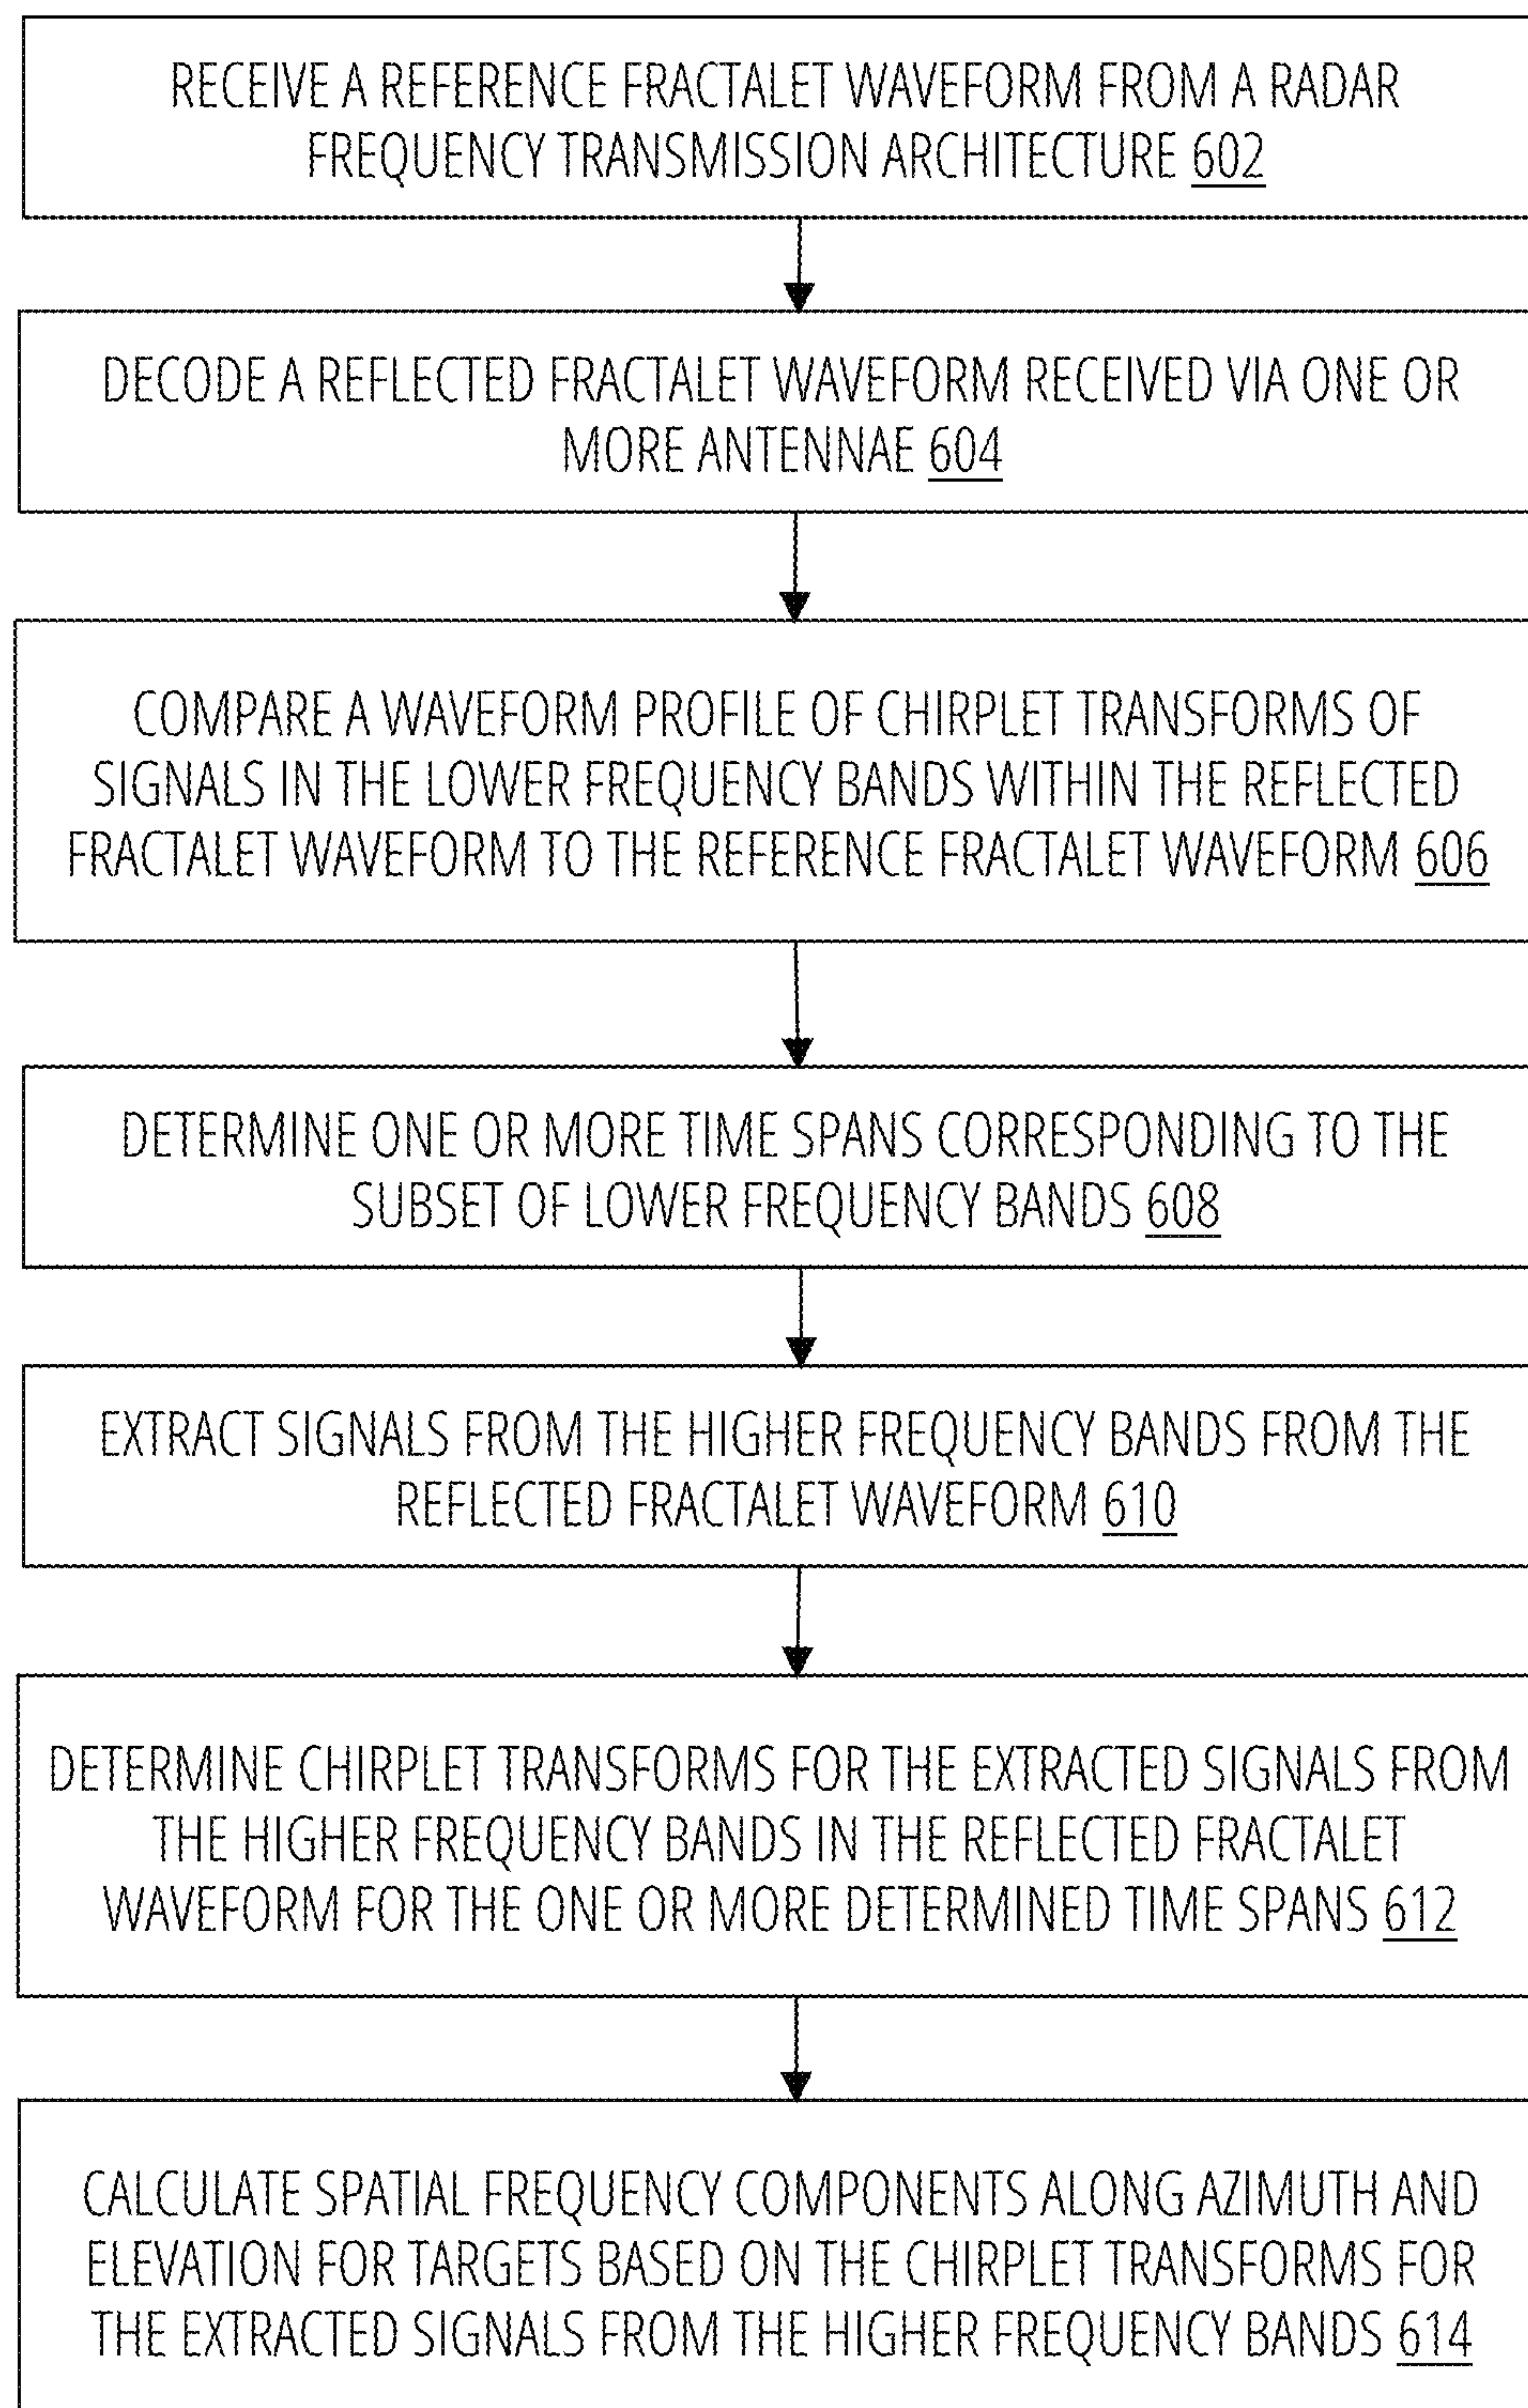 RECEIVE A REFERENCE FRACTALET WAVEFORM FROM A RADAR
FREQUENCY TRANSMISSION ARCHITECTURE 602
DECODE A REFLECTED FRACTALET WAVEFORM RECEIVED VIA ONE OR
MORE ANTENNAE 604
COMPARE A WAVEFORM PROFILE OF CHIRPLET TRANSFORMS OF
SIGNALS IN THE LOWER FREQUENCY BANDS WITHIN THE REFLECTED
FRACTALET WAVEFORM TO THE REFERENCE FRACTALET WAVEFORM 606
DETERMINE ONE OR MORE TIME SPANS CORRESPONDING TO THE
SUBSET OF LOWER FREQUENCY BANDS 608
EXTRACT SIGNALS FROM THE HIGHER FREQUENCY BANDS FROM THE
REFLECTED FRACTALET WAVEFORM 610
DETERMINE CHIRPLET TRANSFORMS FOR THE EXTRACTED SIGNALS FROM
THE HIGHER FREQUENCY BANDS IN THE REFLECTED FRACTALET
WAVEFORM FOR THE ONE OR MORE DETERMINED TIME SPANS 612
CALCULATE SPATIAL FREQUENCY COMPONENTS ALONG AZIMUTH AND
ELEVATION FOR TARGETS BASED ON THE CHIRPLET TRANSFORMS FOR
THE EXTRACTED SIGNALS FROM THE HIGHER FREQUENCY BANDS 614